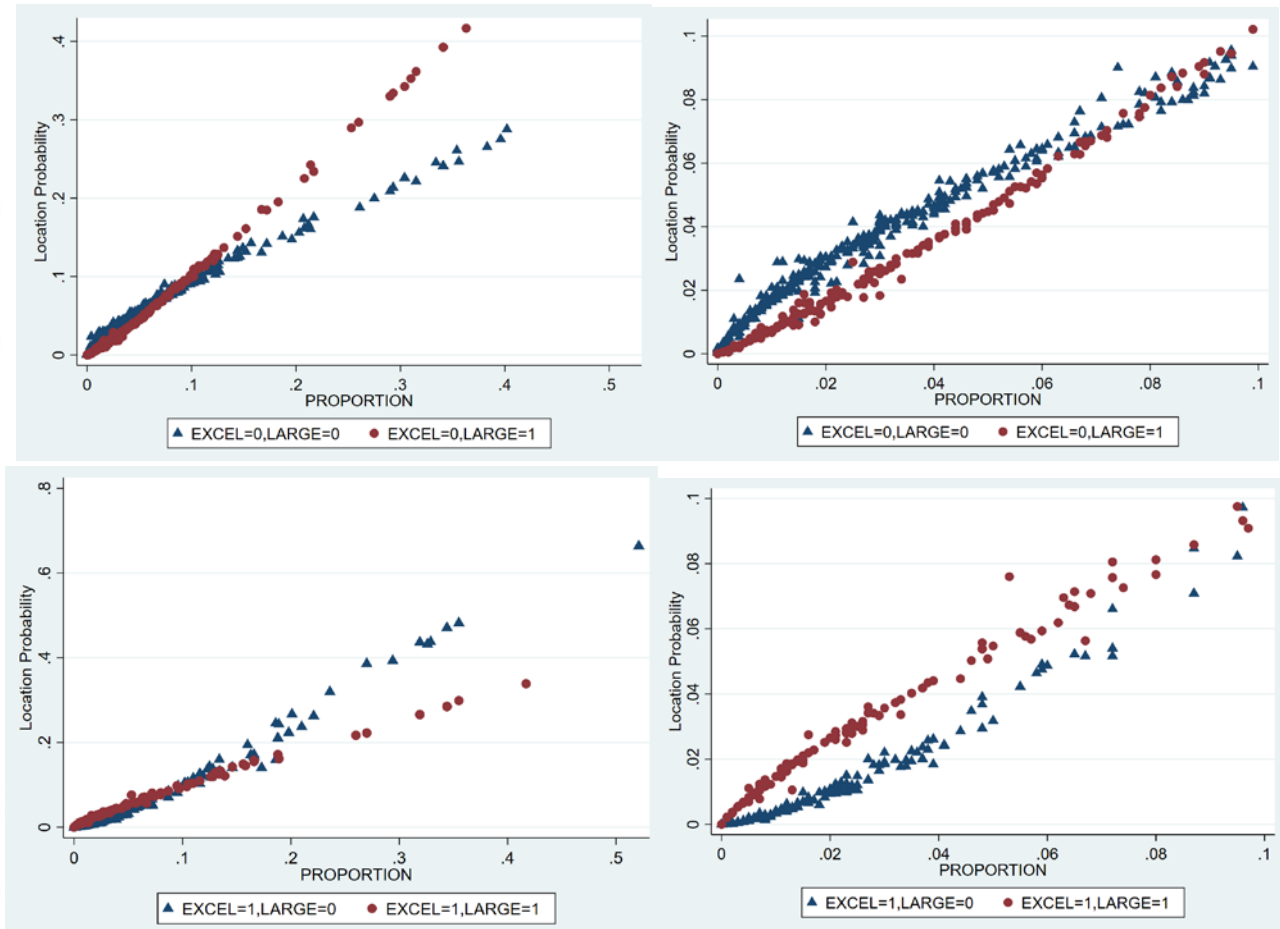 .4
.3
.2
.1
0
Location Probability
0 .1 .2 .3 .4 .5
PROPORTION
EXCEL=0,LARGE=0 EXCEL=0,LARGE=1
.1
.08
.06
.04
.02
0
Location Probability
0 .02 .04 .06 .08 .1
PROPORTION
EXCEL=0,LARGE=0 EXCEL=0,LARGE=1
.8
.6
.4
.2
0
Location Probability
0 .1 .2 .3 .4 .5
PROPORTION
EXCEL=1,LARGE=0 EXCEL=1,LARGE=1
.1
.08
.06
.04
.02
0
Location Probability
0 .02 .04 .06 .08 .1
PROPORTION
EXCEL=1,LARGE=0 EXCEL=1,LARGE=1